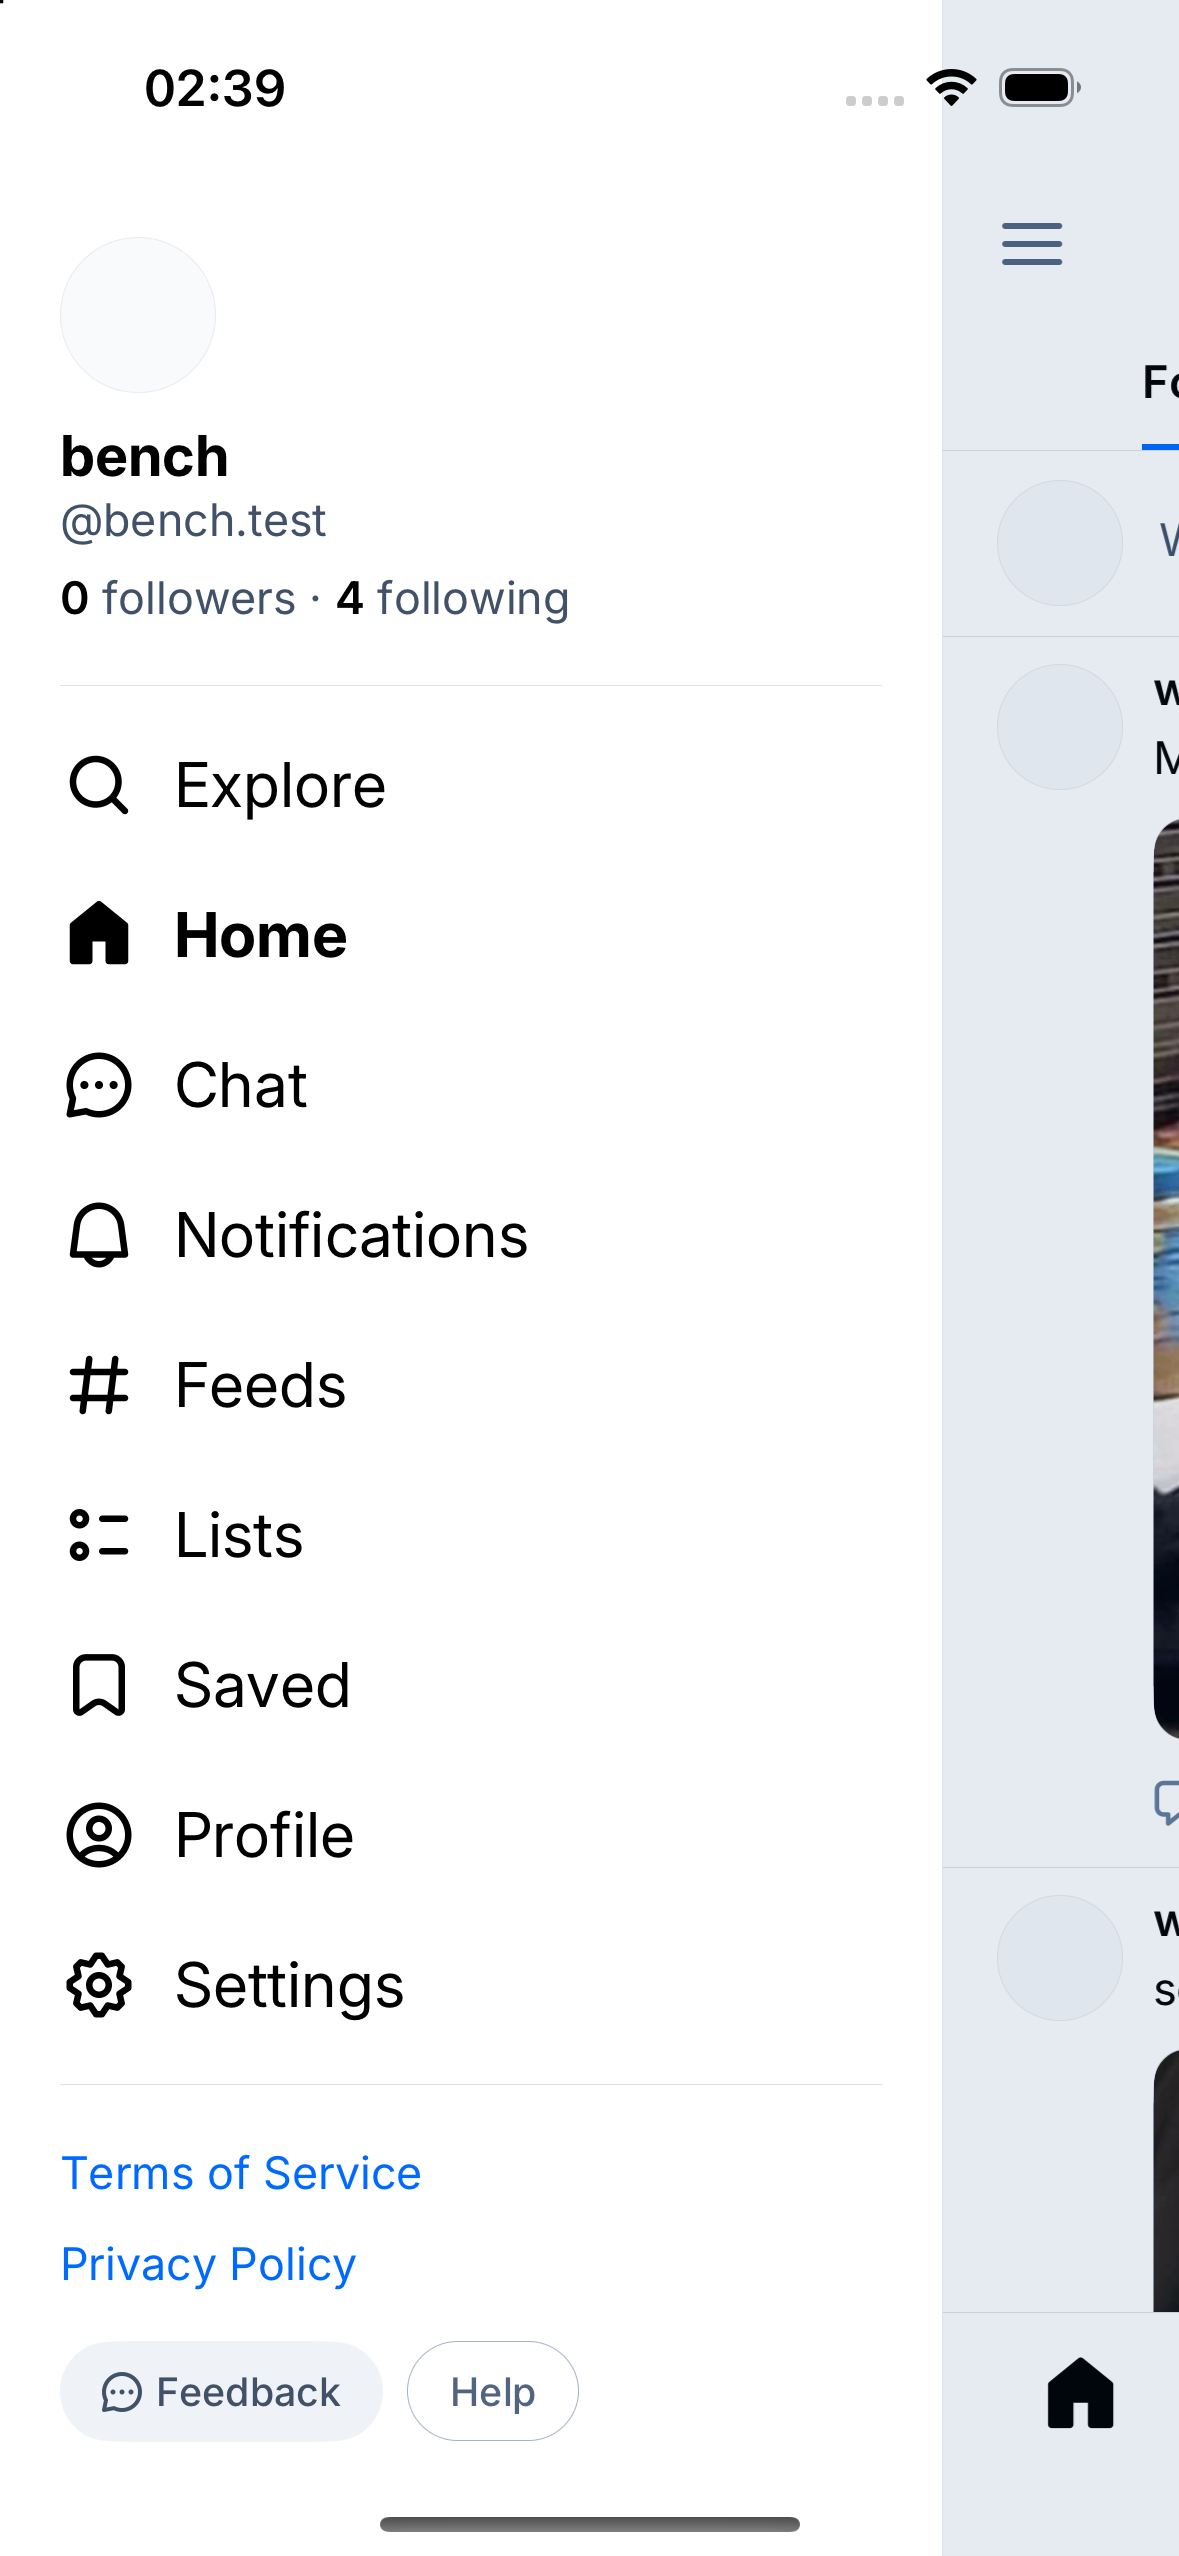 02:39
bench
@bench.test
0 followers · 4 following
Explore
Home
Chat
Notifications
Feeds
Lists
Saved
Profile
Settings
Terms of Service
Privacy Policy
Feedback
Help